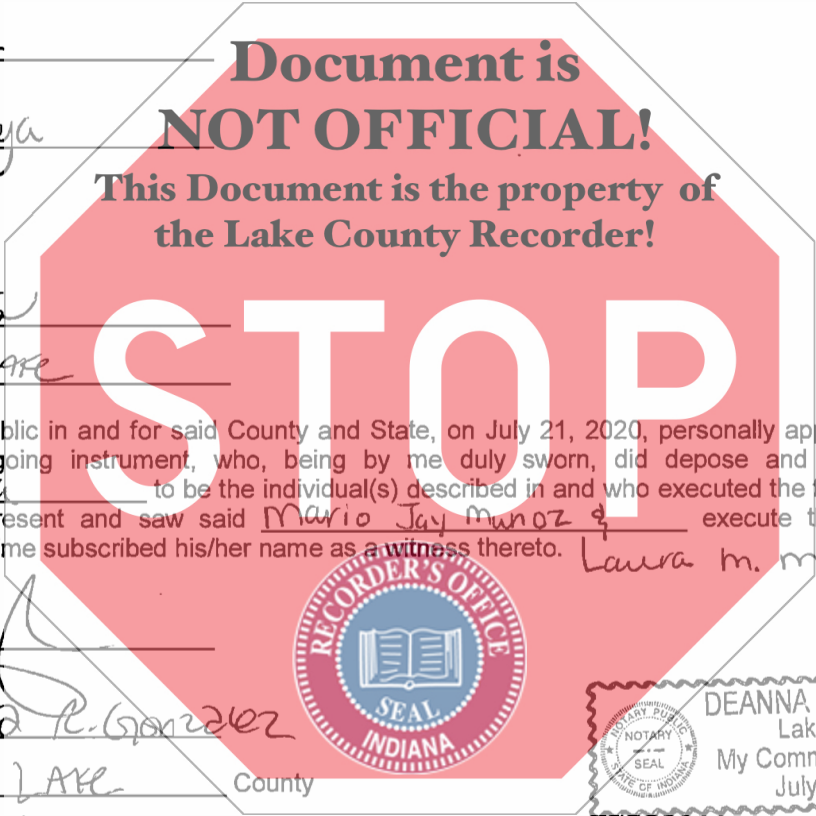 Document is
NOT OFFICIAL!
ya
This Document is the property of
the Lake County Recorder!
STOP
blic in and for said County and State, on July 21, 2020, personally app
going instrument, who, being by me duly sworn, did depose and
to be the individual(s) described in and who executed the f
esent and saw said Mario Jay Munoz & execute t
me subscribed his/her name as a witness thereto. Laura M. m
RECORDER'S OFFICE
SEAL
INDIANA
R. Gonzalez
LAKE County
DEANNA
Lak
My Comm
July
NOTARY PUBLIC
NOTARY
SEAL
STATE OF INDIANA